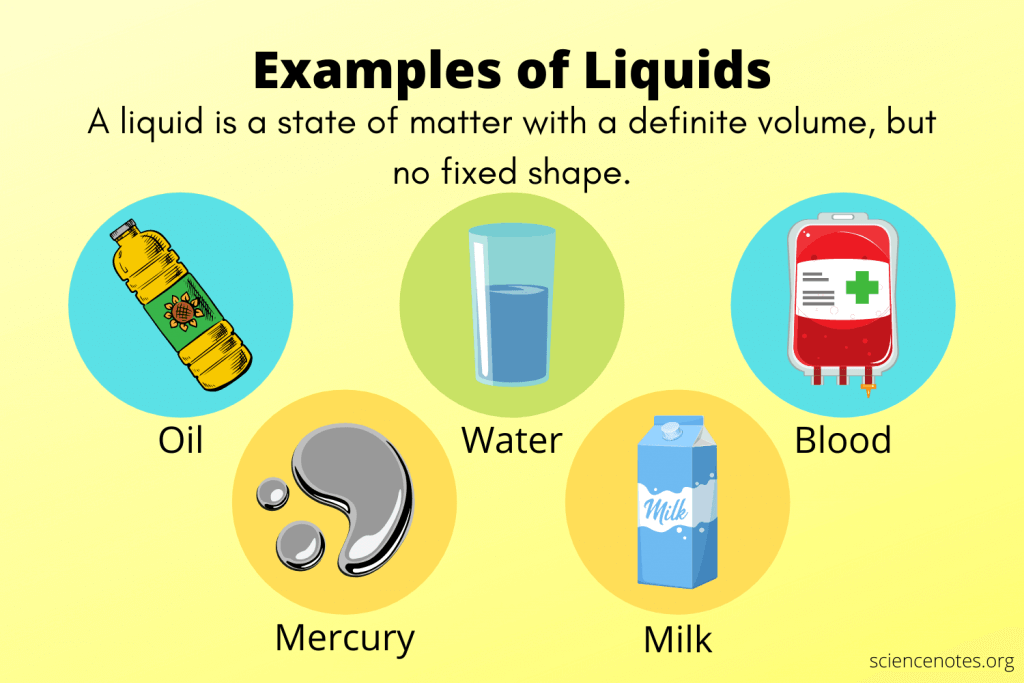 Examples of Liquids
A liquid is a state of matter with a definite volume, but
no fixed shape.
Oil
Water
Blood
Milk
Mercury
Milk
sciencenotes.org